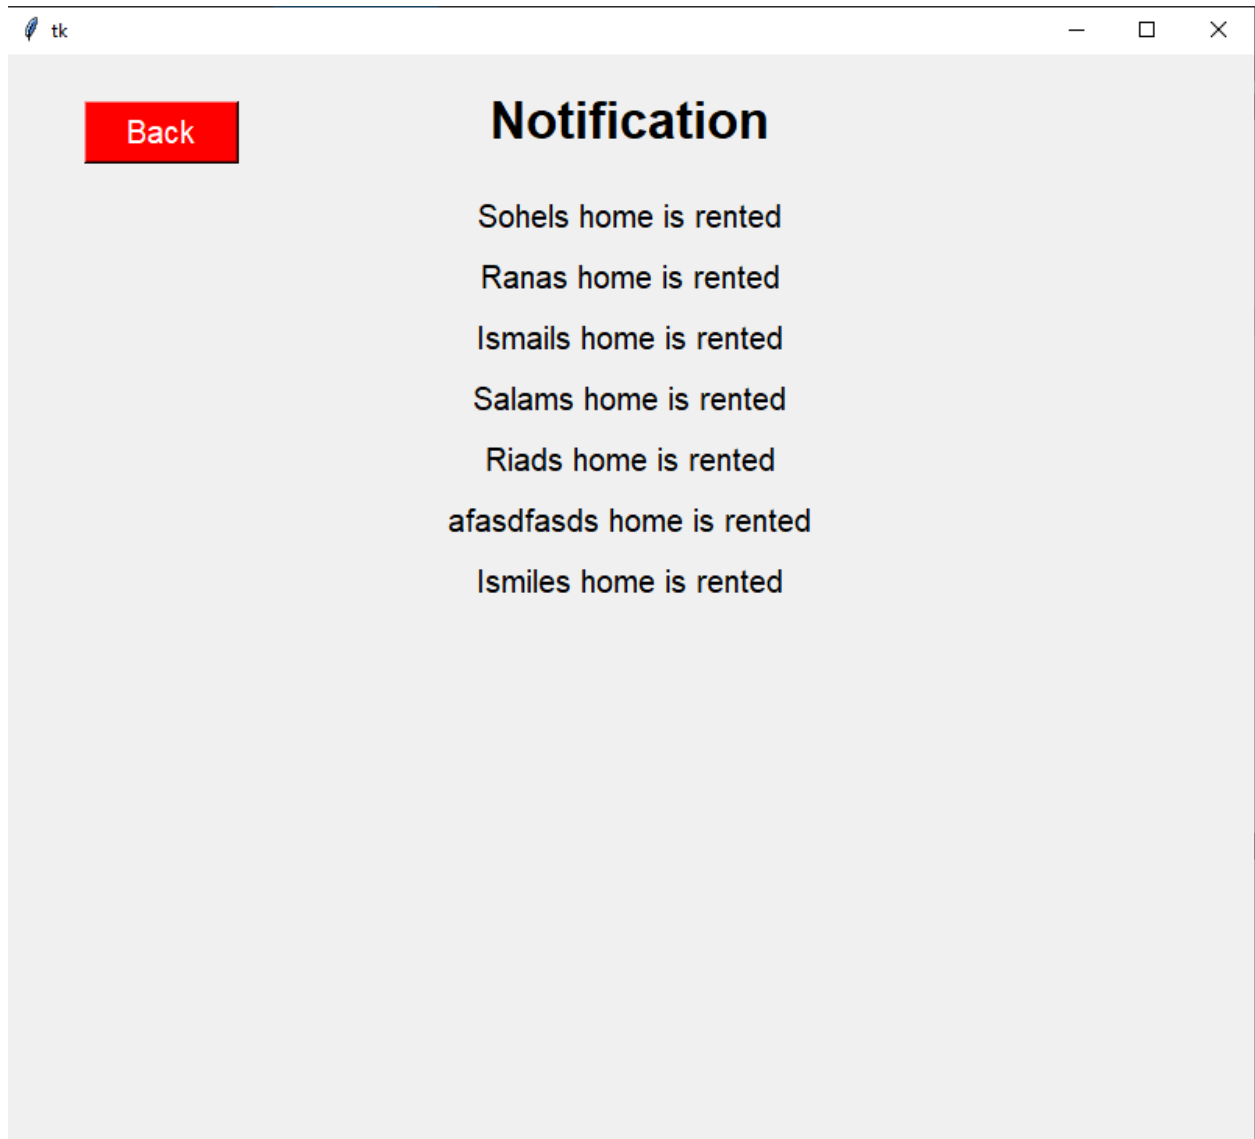 tk
Back
Notification
Sohels home is rented
Ranas home is rented
Ismails home is rented
Salams home is rented
Riads home is rented
afasdfasds home is rented
Ismiles home is rented